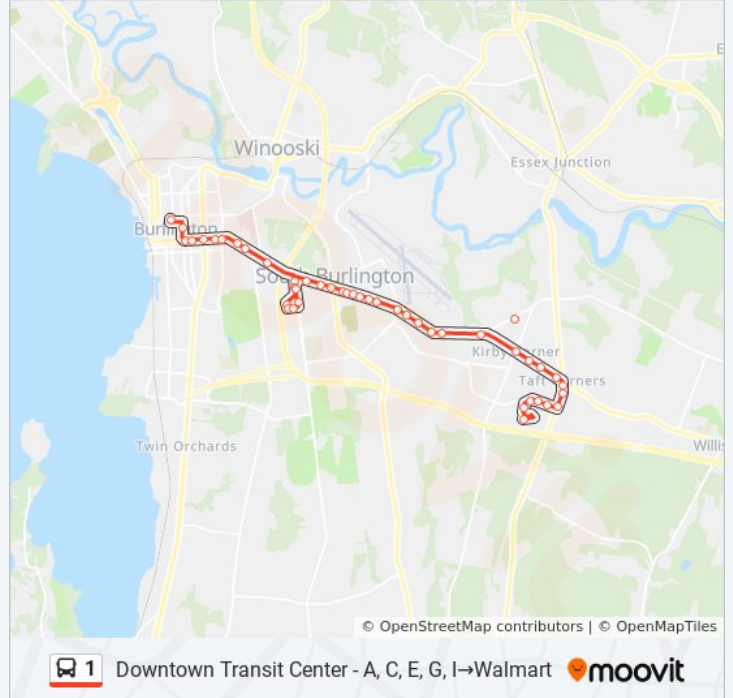 E
Winooski
Essex Junction
Burlington
South Burlington
Kirby Corner
Taft Corners
Twin Orchards
Willis
© OpenStreetMap contributors | © OpenMapTiles
1 Downtown Transit Center - A, C, E, G, I→Walmart moovit